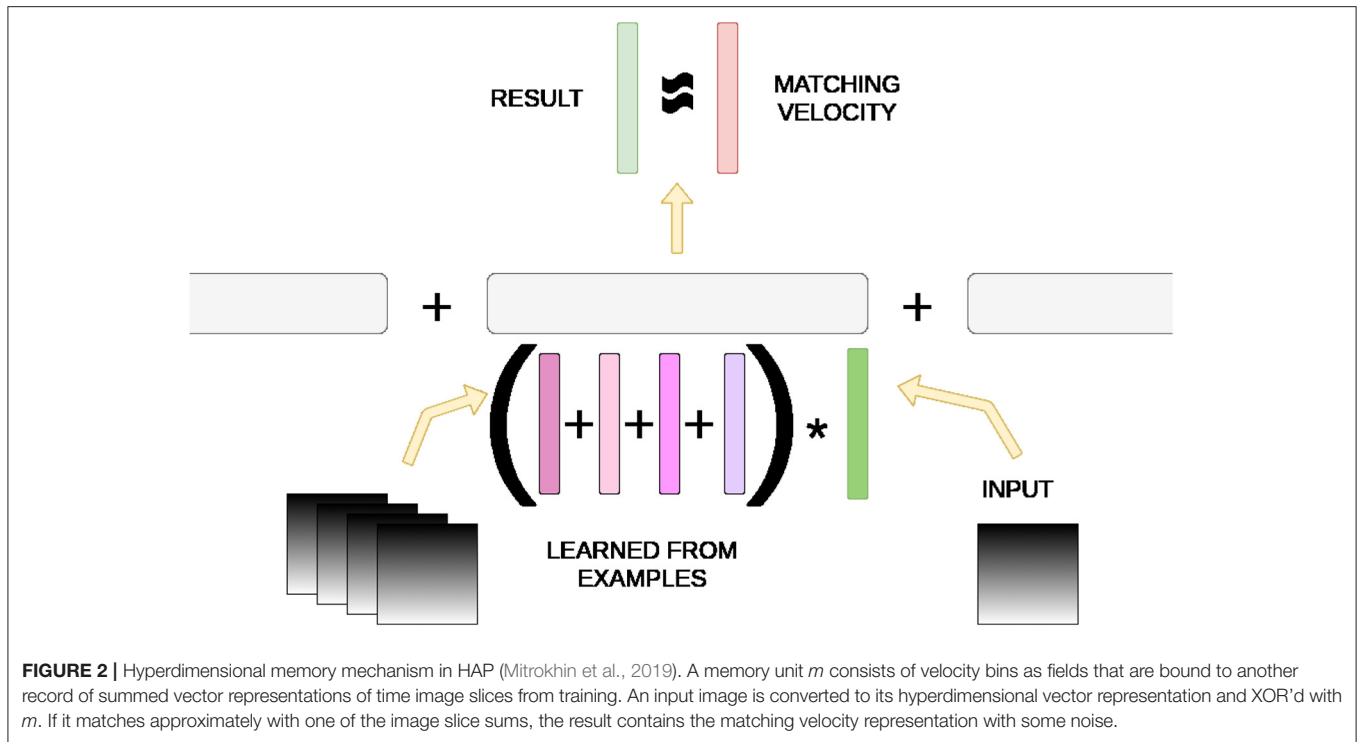 RESULT
≈
MATCHING
VELOCITY
+
+
( + + + ) *
INPUT
LEARNED FROM
EXAMPLES
FIGURE 2 | Hyperdimensional memory mechanism in HAP (Mitrokhin et al., 2019). A memory unit m consists of velocity bins as fields that are bound to another
record of summed vector representations of time image slices from training. An input image is converted to its hyperdimensional vector representation and XOR'd with
m. If it matches approximately with one of the image slice sums, the result contains the matching velocity representation with some noise.